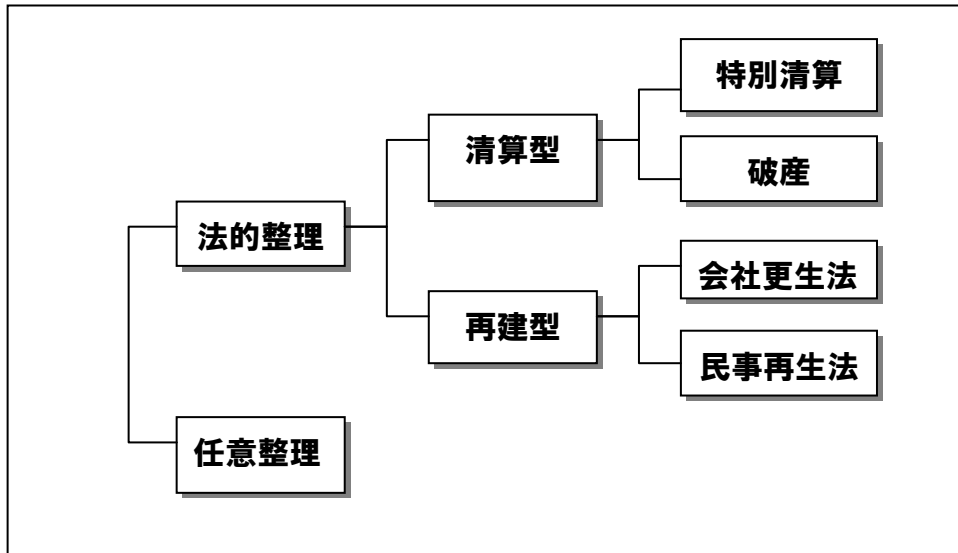 特別清算
清算型
破産
法的整理
会社更生法
再建型
民事再生法
任意整理